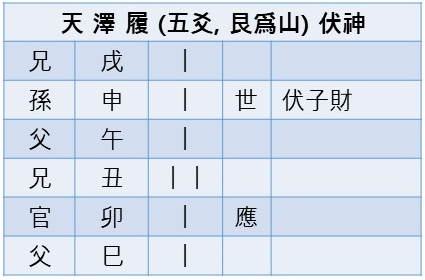 天 澤 履 (五爻, 艮爲山) 伏神
兄 戌 |
孫 申 | 世 伏子財
父 午 |
兄 丑 | |
官 卯 | 應
父 巳 |